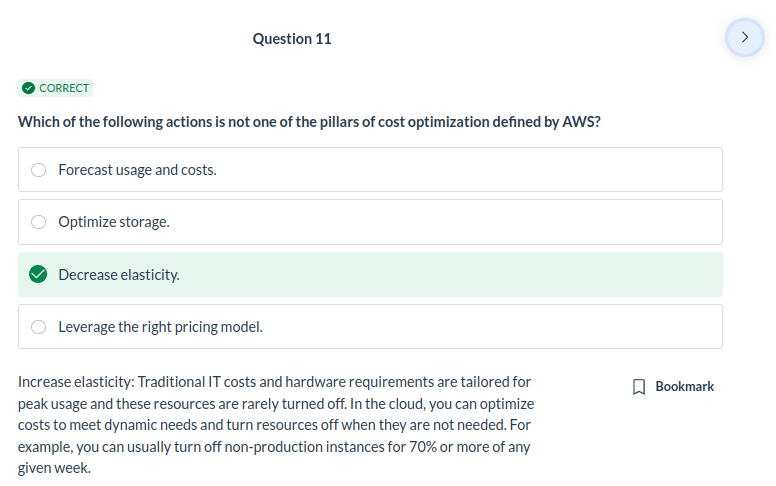 Question 11
CORRECT
Which of the following actions is not one of the pillars of cost optimization defined by AWS?
Forecast usage and costs.
Optimize storage.
Decrease elasticity.
Leverage the right pricing model.
Increase elasticity: Traditional IT costs and hardware requirements are tailored for
peak usage and these resources are rarely turned off. In the cloud, you can optimize
costs to meet dynamic needs and turn resources off when they are not needed. For
example, you can usually turn off non-production instances for 70% or more of any
given week.
Bookmark